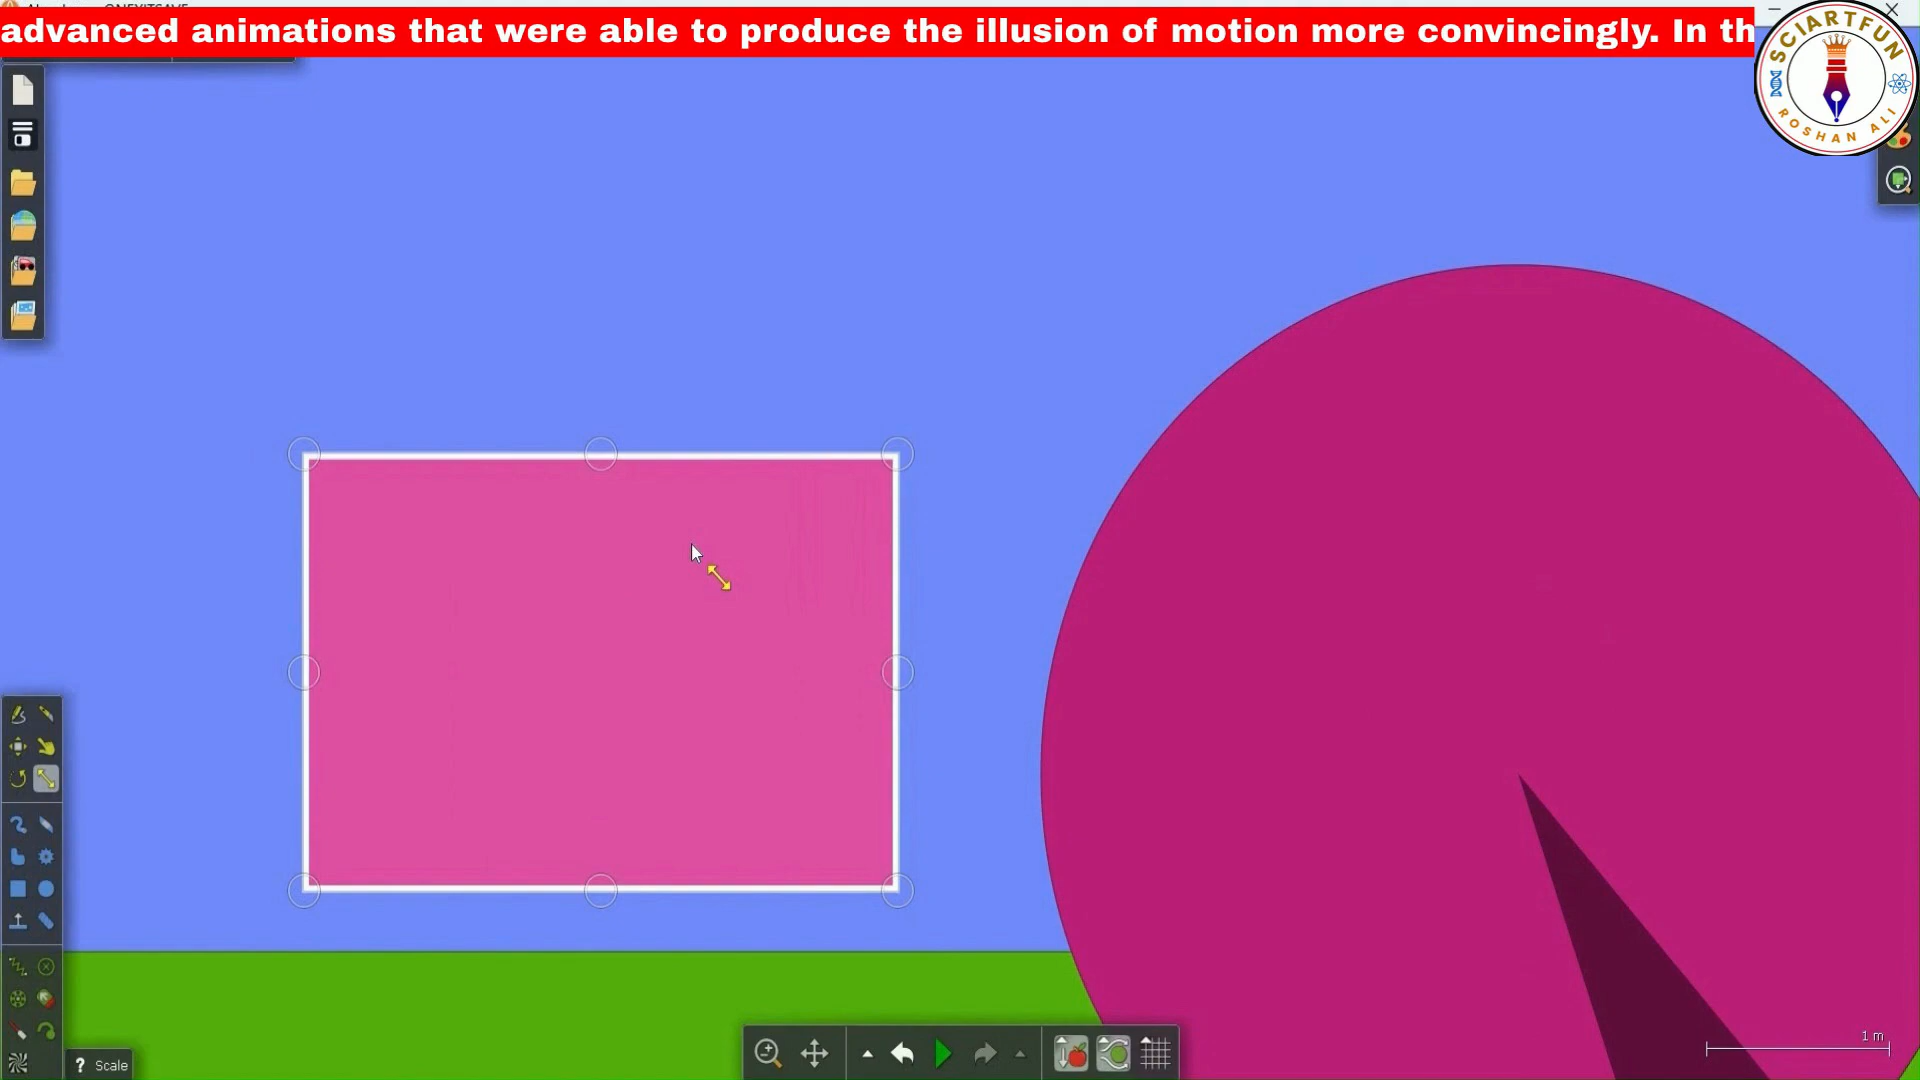 advanced animations that were able to produce the illusion of motion more convincingly. In th
SCIARTFUN
ROSHAN ALI
1 m
? Scale